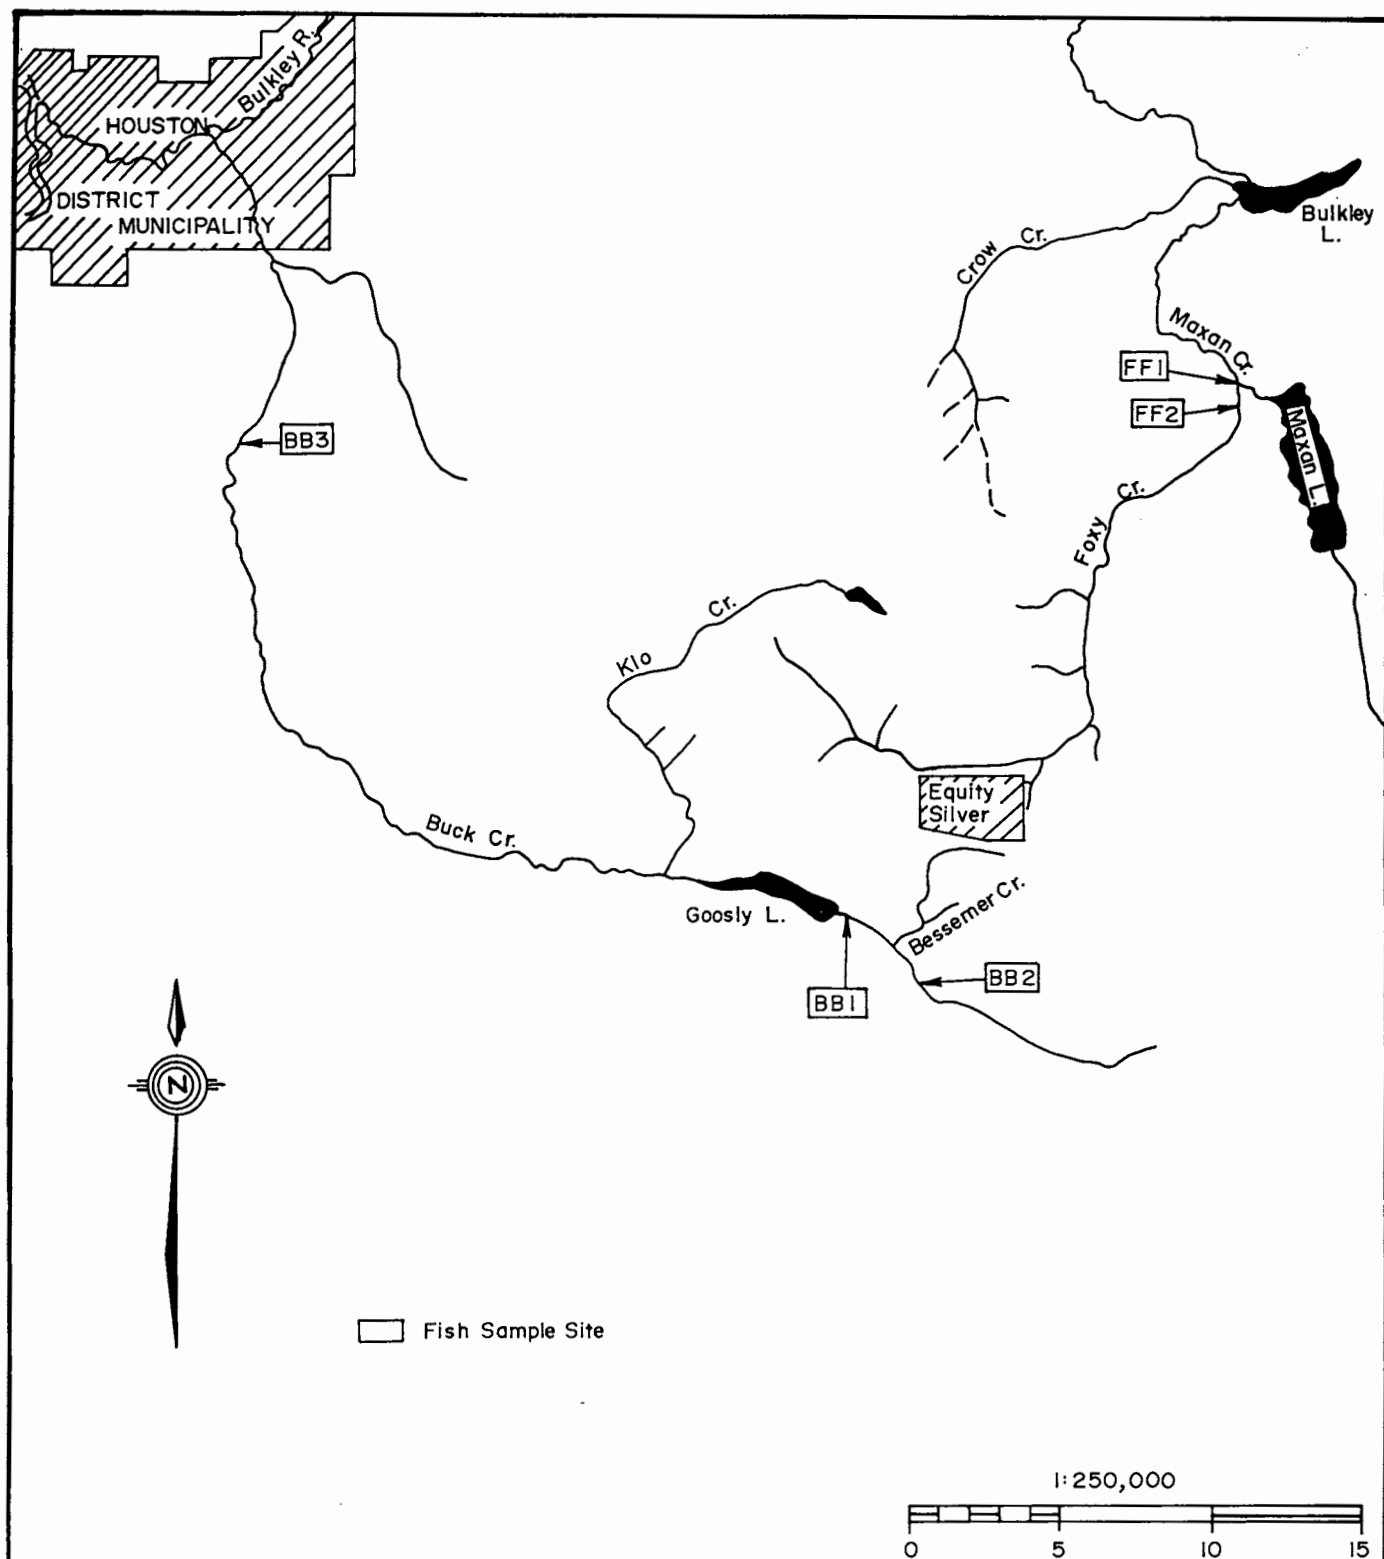 Bulkley R.
HOUSTON
DISTRICT
MUNICIPALITY
Bulkley
L.
Crow Cr.
Maxan Cr.
FF1
FF2
Maxan L.
BB3
Foxy Cr.
Klo Cr.
Equity
Silver
Buck Cr.
Goosly L.
Bessemer Cr.
BB1
BB2
N
Fish Sample Site
1:250,000
0 5 10 15